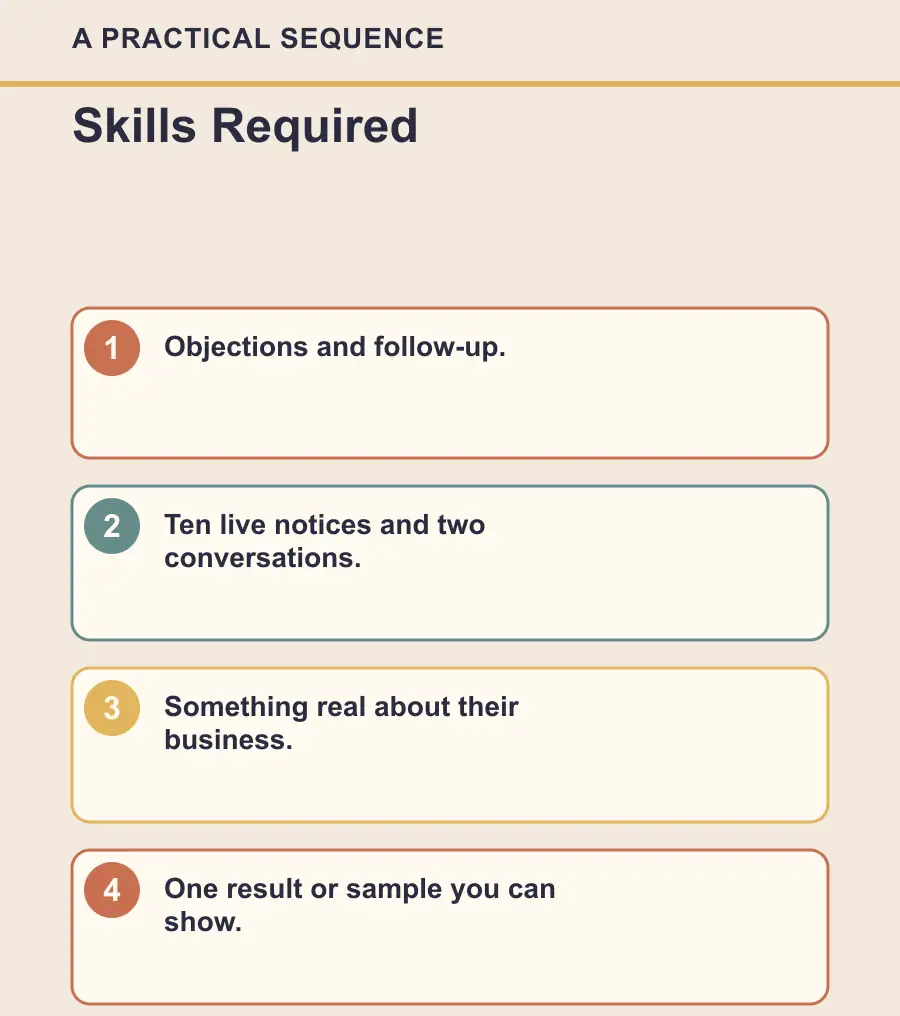 A PRACTICAL SEQUENCE
Skills Required
1
Objections and follow-up.
2
Ten live notices and two
conversations.
3
Something real about their
business.
4
One result or sample you can
show.